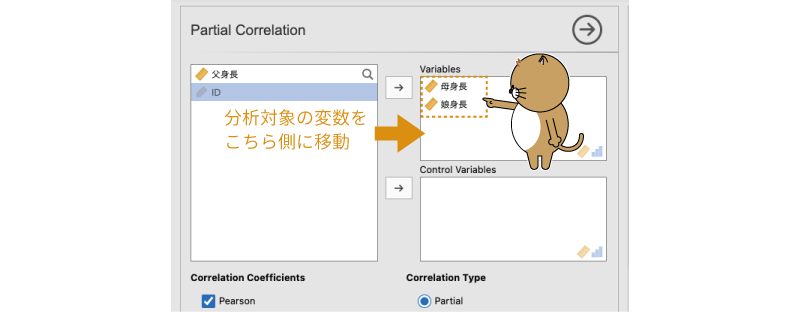 Partial Correlation
父身長
ID
分析対象の変数を
こちら側に移動
Variables
母身長
娘身長
Control Variables
Correlation Coefficients
Pearson
Correlation Type
Partial